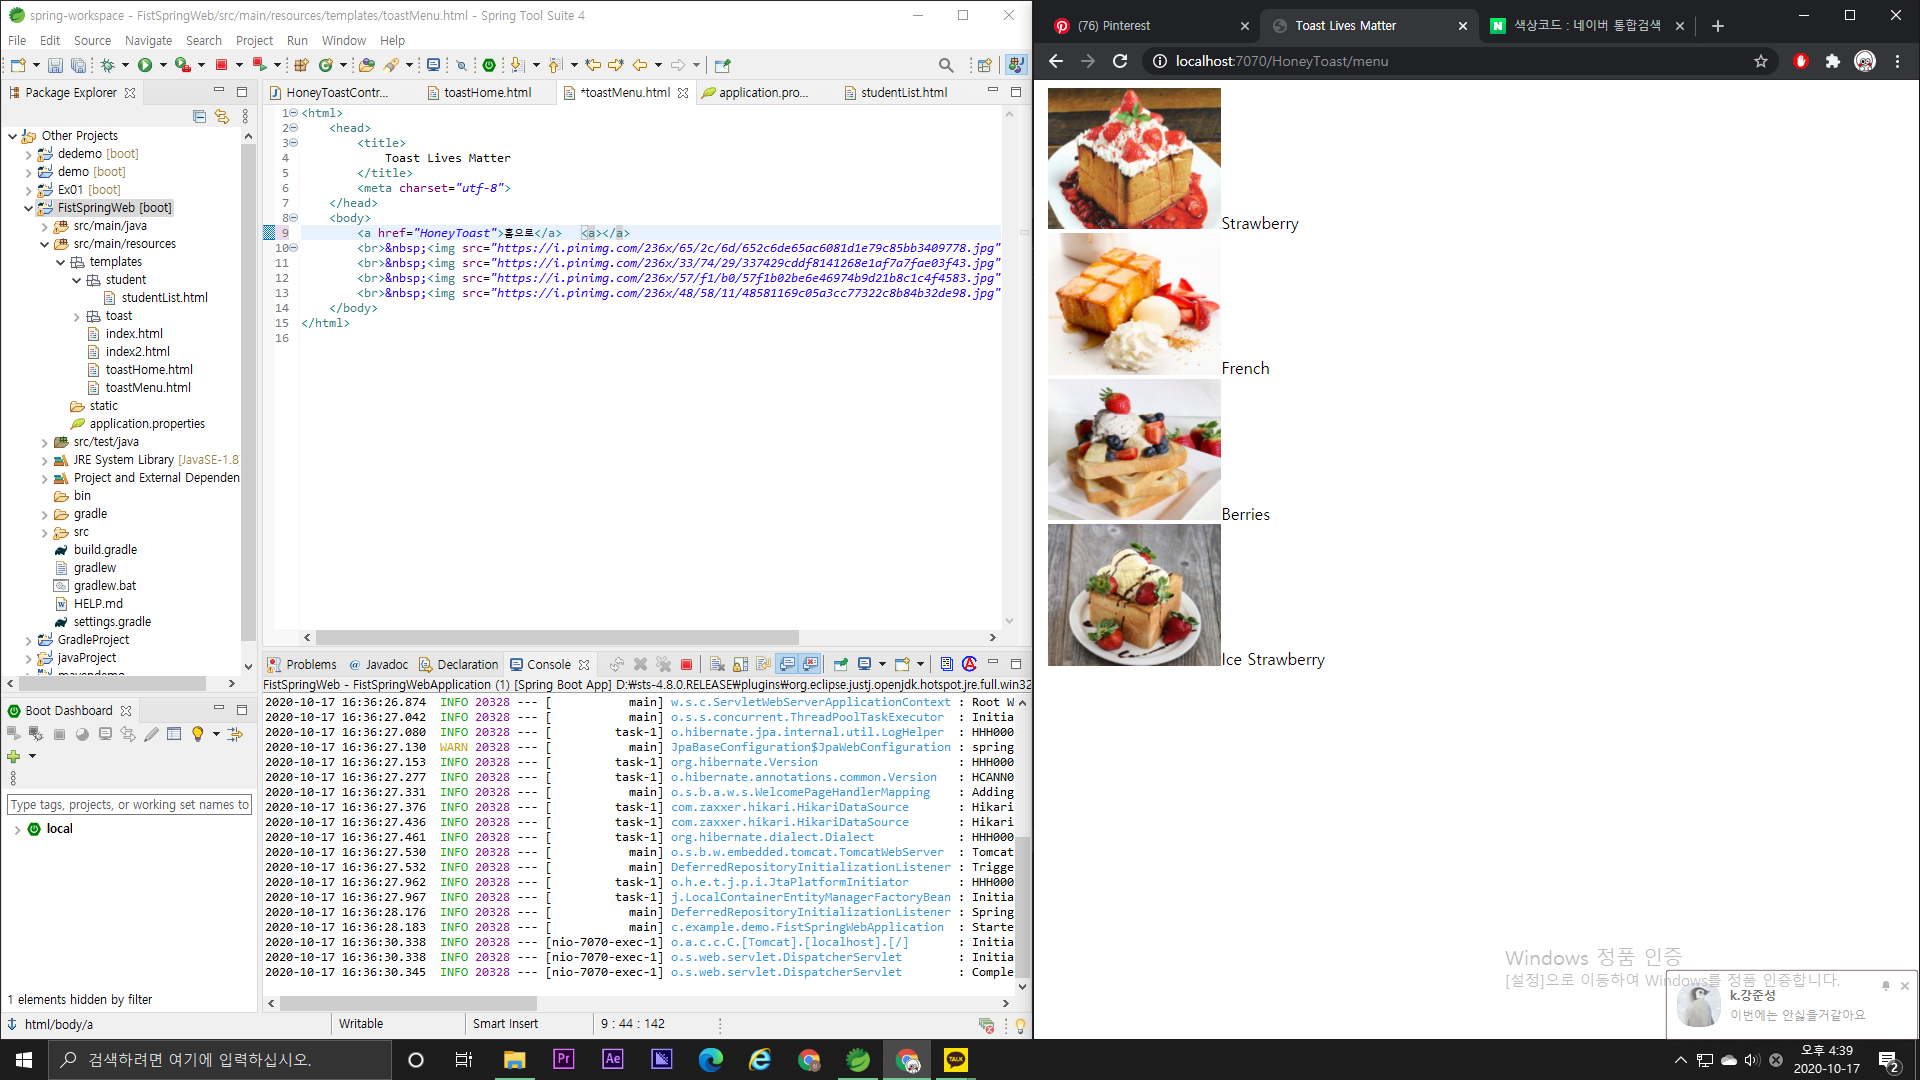 spring-workspace - FistSpringWeb/src/main/resources/templates/toastMenu.html - Spring Tool Suite 4
File Edit Source Navigate Search Project Run Window Help
Package Explorer
Other Projects
dedemo [boot]
demo [boot]
Ex01 [boot]
FistSpringWeb [boot]
src/main/java
src/main/resources
templates
student
studentList.html
toast
index.html
index2.html
toastHome.html
toastMenu.html
static
application.properties
src/test/java
JRE System Library [JavaSE-1.8
Project and External Dependen
bin
gradle
src
build.gradle
gradlew
gradlew.bat
HELP.md
settings.gradle
GradleProject
javaProject
mavendemo
Boot Dashboard
Type tags, projects, or working set names to
local
1 elements hidden by filter
HoneyToastContr... toastHome.html *toastMenu.html application.pro... studentList.html
1 <html>
2 <head>
3 <title>
4 Toast Lives Matter
5 </title>
6 <meta charset="utf-8">
7 </head>
8 <body>
9 <a href="HoneyToast">홈으로</a> <a></a>
10 <br>&nbsp;<img src="https://i.pinimg.com/236x/65/2c/6d/652c6de65ac6081d1e79c85bb3409778.jpg"
11 <br>&nbsp;<img src="https://i.pinimg.com/236x/33/74/29/337429cddf8141268e1af7a7fae03f43.jpg"
12 <br>&nbsp;<img src="https://i.pinimg.com/236x/57/f1/b0/57f1b02be6e46974b9d21b8c1c4f4583.jpg"
13 <br>&nbsp;<img src="https://i.pinimg.com/236x/48/58/11/48581169c05a3cc77322c8b84b32de98.jpg"
14 </body>
15 </html>
16
Problems Javadoc Declaration Console
FistSpringWeb - FistSpringWebApplication (1) [Spring Boot App] D:₩sts-4.8.0.RELEASE₩plugins₩org.eclipse.justj.openjdk.hotspot.jre.full.win32
2020-10-17 16:36:26.874 INFO 20328 --- [ main] w.s.c.ServletWebServerApplicationContext : Root W
2020-10-17 16:36:27.042 INFO 20328 --- [ main] o.s.s.concurrent.ThreadPoolTaskExecutor : Initia
2020-10-17 16:36:27.080 INFO 20328 --- [ task-1] o.hibernate.jpa.internal.util.LogHelper : HHH000
2020-10-17 16:36:27.130 WARN 20328 --- [ main] JpaBaseConfiguration$JpaWebConfiguration : spring
2020-10-17 16:36:27.153 INFO 20328 --- [ task-1] org.hibernate.Version : HHH000
2020-10-17 16:36:27.277 INFO 20328 --- [ task-1] o.hibernate.annotations.common.Version : HCANN0
2020-10-17 16:36:27.331 INFO 20328 --- [ main] o.s.b.a.w.s.WelcomePageHandlerMapping : Adding
2020-10-17 16:36:27.376 INFO 20328 --- [ task-1] com.zaxxer.hikari.HikariDataSource : Hikari
2020-10-17 16:36:27.436 INFO 20328 --- [ task-1] com.zaxxer.hikari.HikariDataSource : Hikari
2020-10-17 16:36:27.461 INFO 20328 --- [ task-1] org.hibernate.dialect.Dialect : HHH000
2020-10-17 16:36:27.530 INFO 20328 --- [ main] o.s.b.w.embedded.tomcat.TomcatWebServer : Tomcat
2020-10-17 16:36:27.532 INFO 20328 --- [ main] DeferredRepositoryInitializationListener : Trigge
2020-10-17 16:36:27.962 INFO 20328 --- [ task-1] o.h.e.t.j.p.i.JtaPlatformInitiator : HHH000
2020-10-17 16:36:27.967 INFO 20328 --- [ task-1] j.LocalContainerEntityManagerFactoryBean : Initia
2020-10-17 16:36:28.176 INFO 20328 --- [ main] DeferredRepositoryInitializationListener : Spring
2020-10-17 16:36:28.183 INFO 20328 --- [ main] c.example.demo.FistSpringWebApplication : Starte
2020-10-17 16:36:30.338 INFO 20328 --- [nio-7070-exec-1] o.a.c.c.C.[Tomcat].[localhost].[/] : Initia
2020-10-17 16:36:30.338 INFO 20328 --- [nio-7070-exec-1] o.s.web.servlet.DispatcherServlet : Initia
2020-10-17 16:36:30.345 INFO 20328 --- [nio-7070-exec-1] o.s.web.servlet.DispatcherServlet : Comple
html/body/a Writable Smart Insert 9 : 44 : 142
(76) Pinterest Toast Lives Matter 색상코드 : 네이버 통합검색
localhost:7070/HoneyToast/menu
Strawberry
French
Berries
Ice Strawberry
Windows 정품 인증
[설정]으로 이동하여 Windows를 정품 인증합니다.
k.강준성
이번에는 안싫을거같아요
검색하려면 여기에 입력하십시오.
Pr
Ae
TALK
오후 4:39
2020-10-17
2